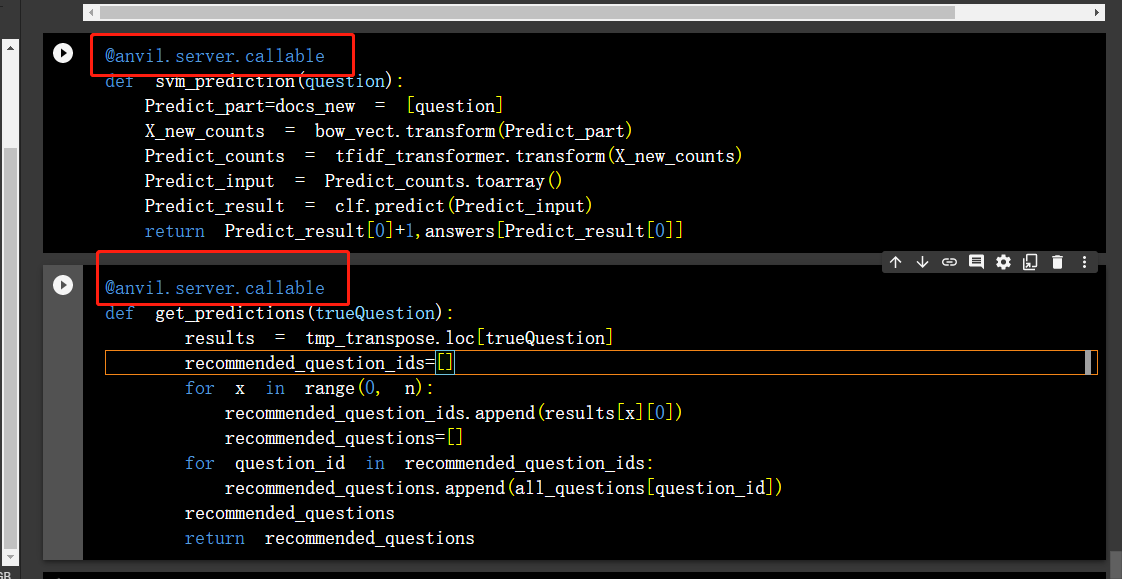 @anvil.server.callable
def svm_prediction(question):
    Predict_part=docs_new = [question]
    X_new_counts = bow_vect.transform(Predict_part)
    Predict_counts = tfidf_transformer.transform(X_new_counts)
    Predict_input = Predict_counts.toarray()
    Predict_result = clf.predict(Predict_input)
    return Predict_result[0]+1,answers[Predict_result[0]]
@anvil.server.callable
def get_predictions(trueQuestion):
        results = tmp_transpose.loc[trueQuestion]
        recommended_question_ids=[]
        for x in range(0, n):
            recommended_question_ids.append(results[x][0])
            recommended_questions=[]
        for question_id in recommended_question_ids:
            recommended_questions.append(all_questions[question_id])
        recommended_questions
        return recommended_questions